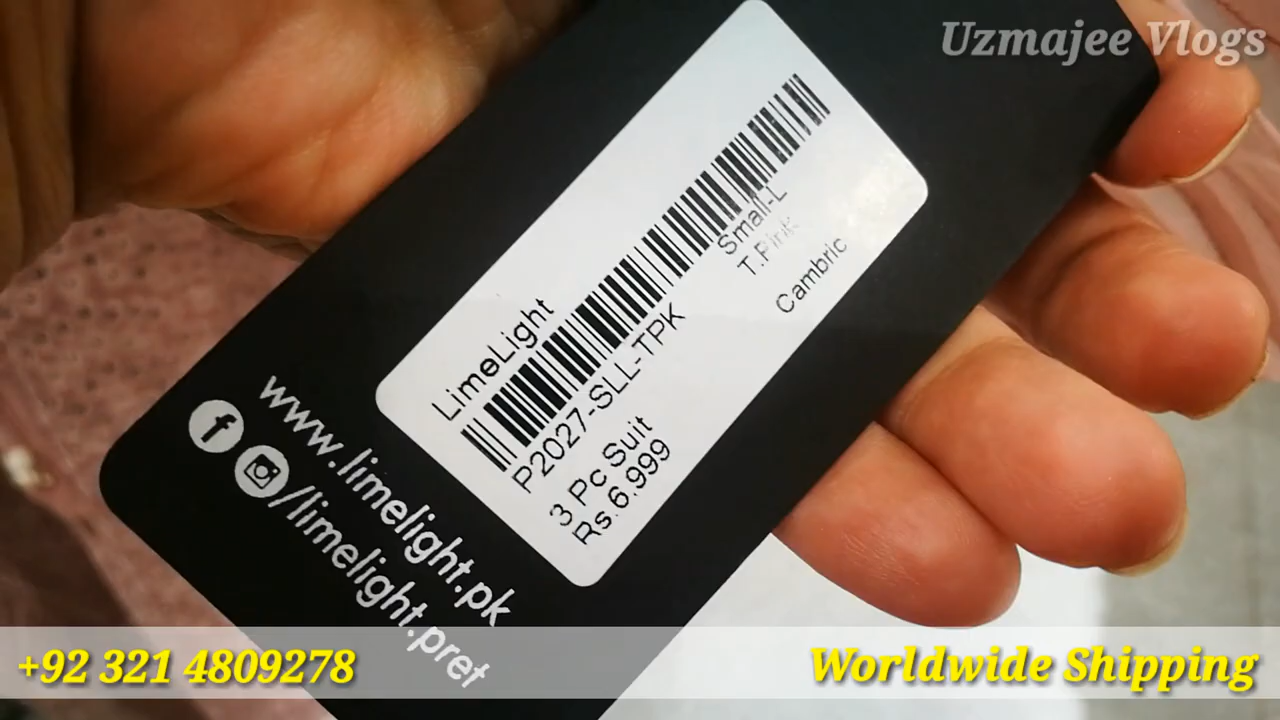 Uzmajee Vlogs
LimeLight
P2027-SLL-TPK
Small-L
T.Pink
3 Pc Suit
Cambric
Rs.6.999
www.limelight.pk
/limelight.pret
+92 321 4809278
Worldwide Shipping